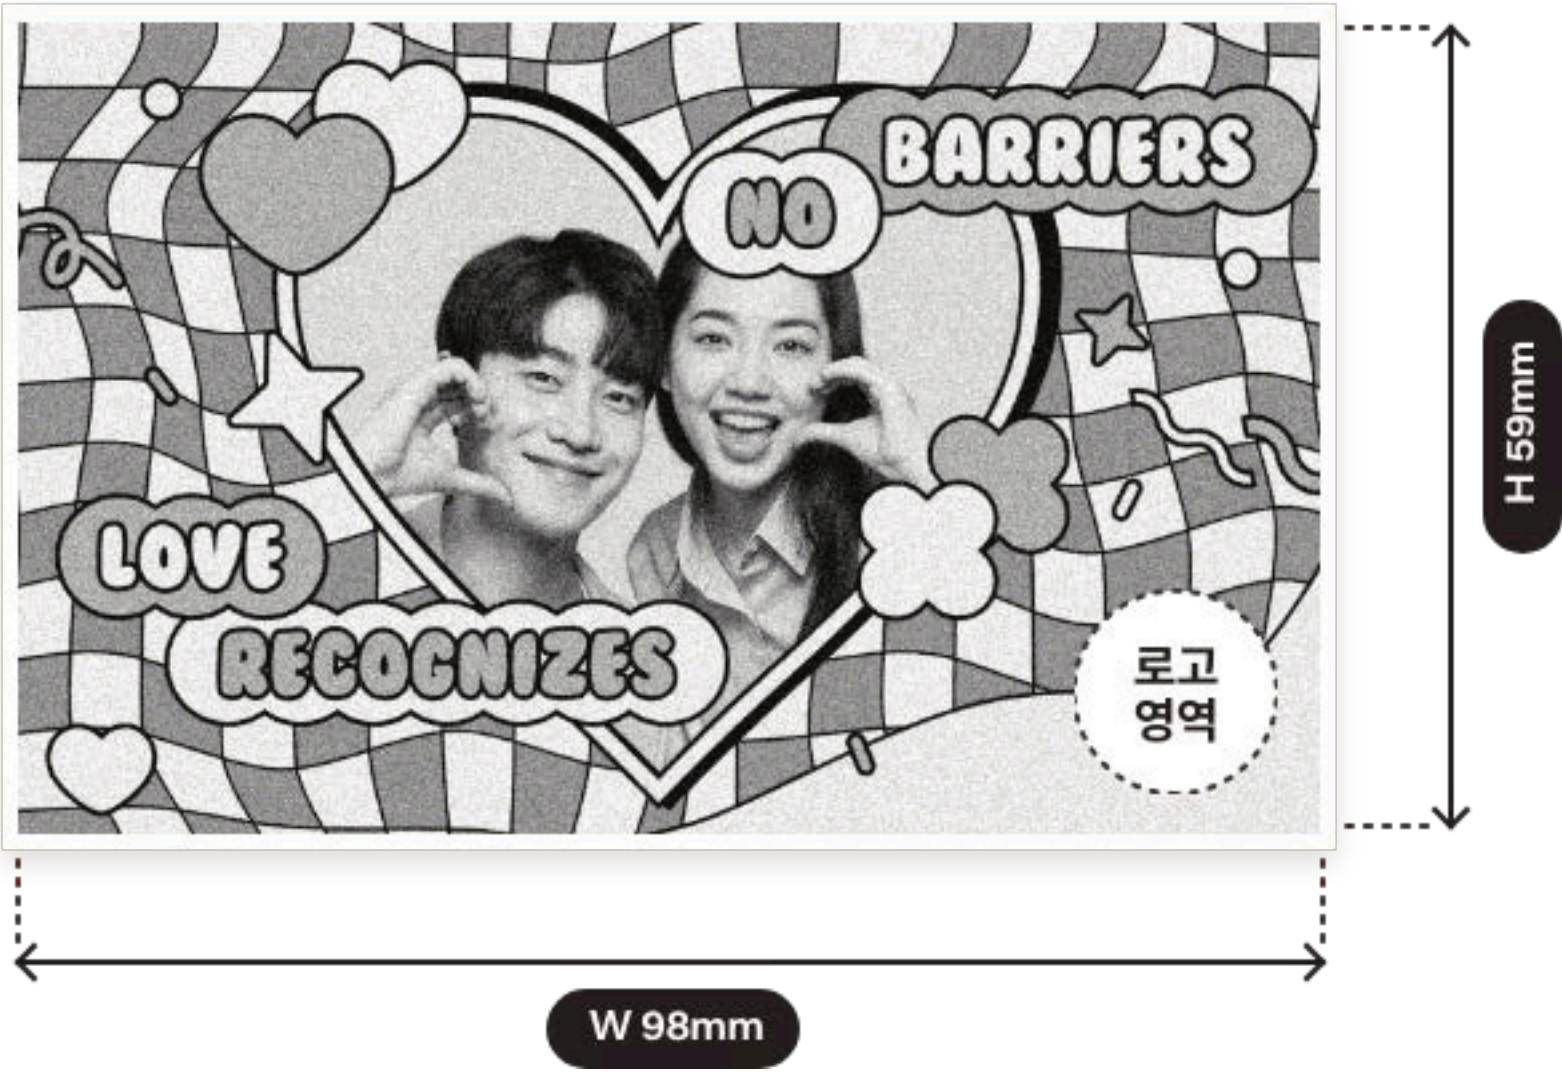 LOVE
RECOGNIZES
NO
BARRIERS
로고
영역
H 59mm
W 98mm